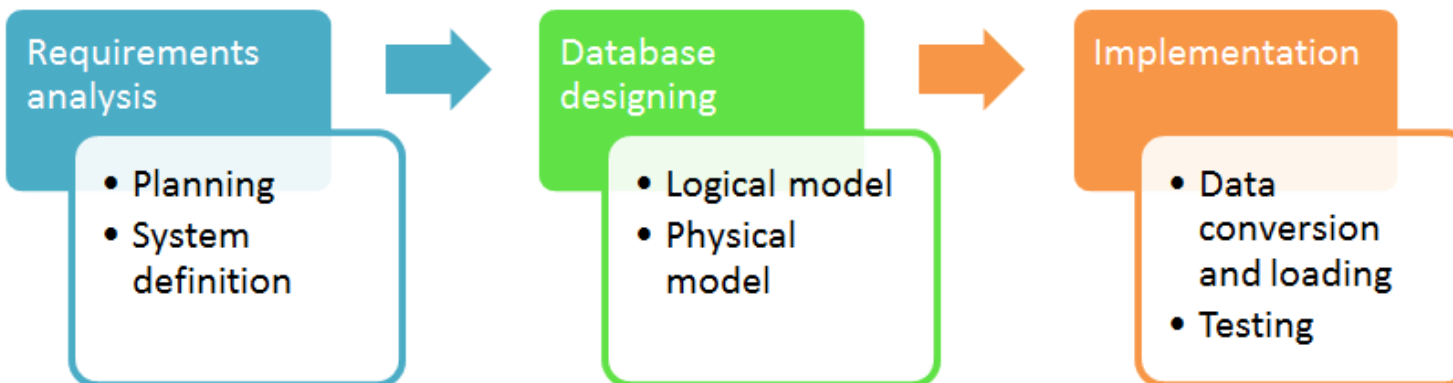 Requirements
analysis
• Planning
• System
definition
Database
designing
• Logical model
• Physical
model
Implementation
• Data
conversion
and loading
• Testing